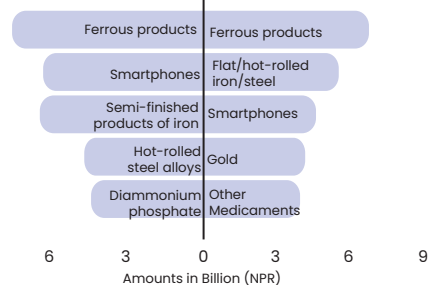 Ferrous products
Ferrous products
Smartphones
Flat/hot-rolled
iron/steel
Semi-finished
products of iron
Smartphones
Hot-rolled
steel alloys
Gold
Diammonium
phosphate
Other
Medicaments
6 3 0 3 6 9
Amounts in Billion (NPR)